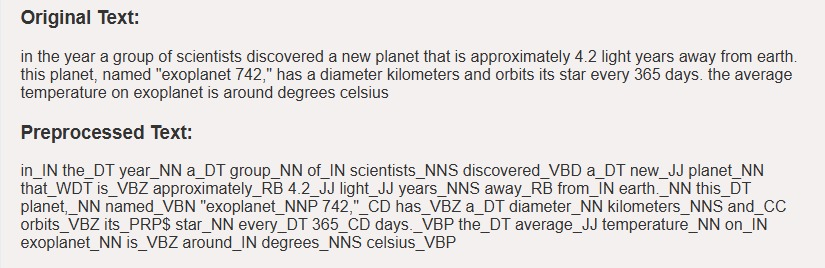 Original Text:
in the year a group of scientists discovered a new planet that is approximately 4.2 light years away from earth.
this planet, named "exoplanet 742," has a diameter kilometers and orbits its star every 365 days. the average
temperature on exoplanet is around degrees celsius
Preprocessed Text:
in_IN the_DT year_NN a_DT group_NN of_IN scientists_NNS discovered_VBD a_DT new_JJ planet_NN
that_WDT is_VBZ approximately_RB 4.2_JJ light_JJ years_NNS away_RB from_IN earth._NN this_DT
planet,_NN named_VBN "exoplanet_NNP 742,"_CD has_VBZ a_DT diameter_NN kilometers_NNS and_CC
orbits_VBZ its_PRP$ star_NN every_DT 365_CD days._VBP the_DT average_JJ temperature_NN on_IN
exoplanet_NN is_VBZ around_IN degrees_NNS celsius_VBP